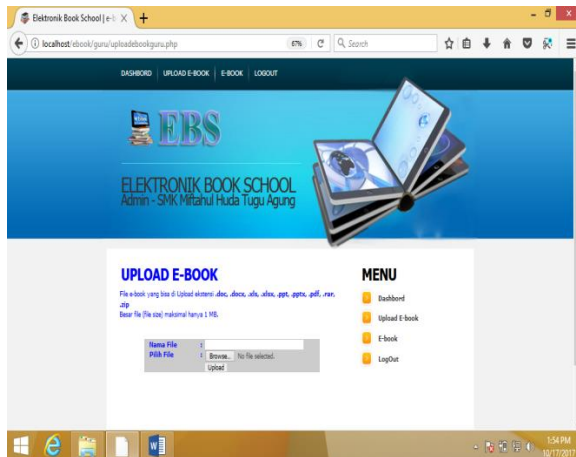 Elektronik Book School | e-b
localhost/ebook/guru/uploadebookguru.php
67%
Search
DASHBORD
UPLOAD E-BOOK
E-BOOK
LOGOUT
EBS
ELEKTRONIK BOOK SCHOOL
Admin - SMK Miftahul Huda Tugu Agung
UPLOAD E-BOOK
File e-book yang bisa di Upload ekstensi .doc, .docx, .xls, .xlsx, .ppt, .pptx, .pdf, .rar,
.zip
Besar file (file size) maksimal hanya 1 MB.
Nama File :
Pilih File : Browse... No file selected.
Upload
MENU
Dashbord
Upload E-book
E-book
LogOut
1:54 PM
10/17/2017